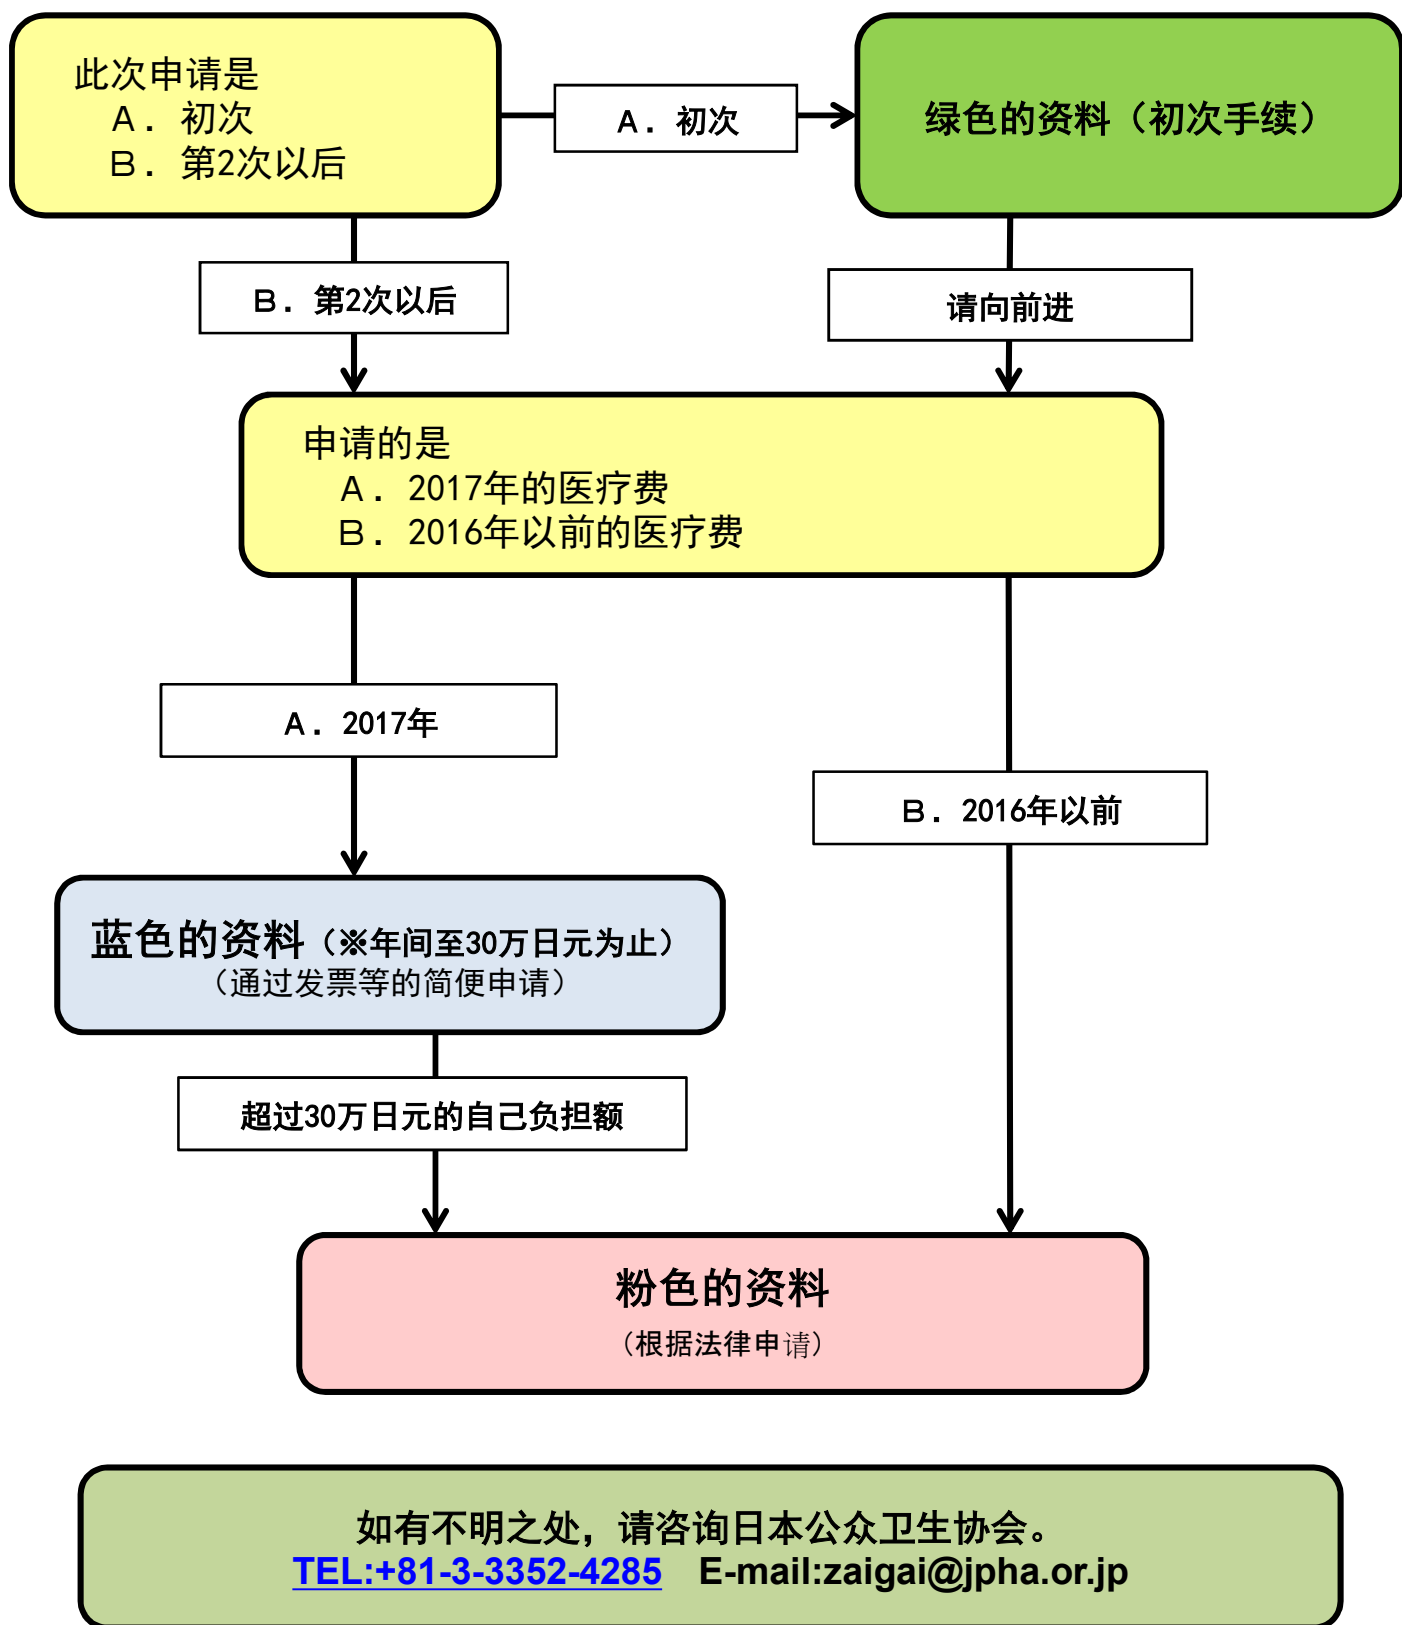 此次申请是
A．初次
B．第2次以后
A．初次
绿色的资料（初次手续）
B．第2次以后
请向前进
申请的是
A．2017年的医疗费
B．2016年以前的医疗费
A．2017年
B．2016年以前
蓝色的资料（※年间至30万日元为止）
（通过发票等的简便申请）
超过30万日元的自己负担额
粉色的资料
（根据法律申请）
如有不明之处，请咨询日本公众卫生协会。
TEL:+81-3-3352-4285 E-mail:zaigai@jpha.or.jp